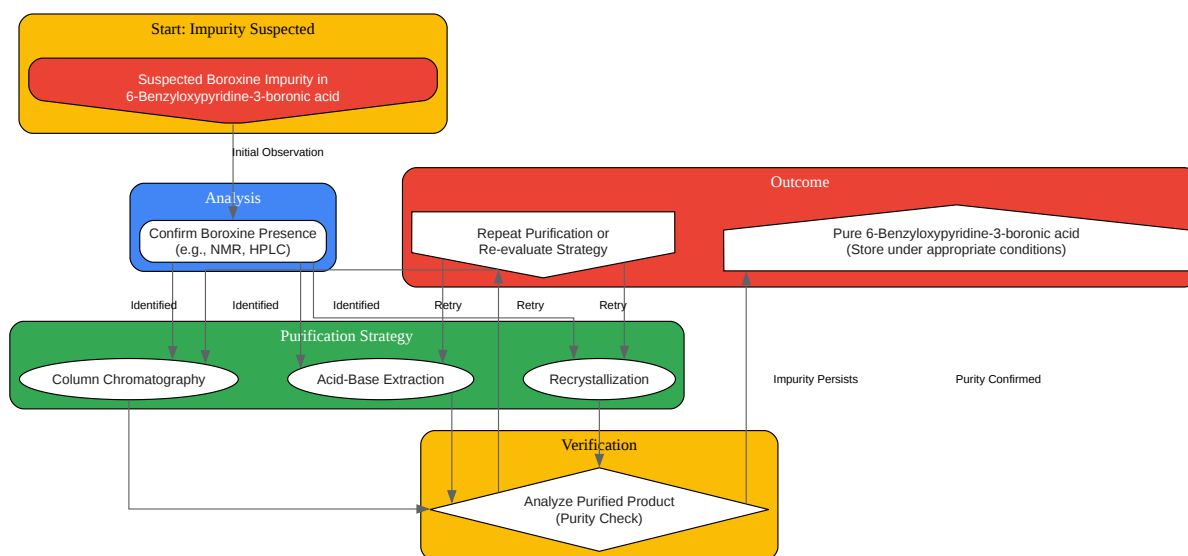 Start: Impurity Suspected
Suspected Boroxine Impurity in
6-Benzyloxypyridine-3-boronic acid
Initial Observation
Analysis
Confirm Boroxine Presence
(e.g., NMR, HPLC)
Outcome
Repeat Purification or
Re-evaluate Strategy
Pure 6-Benzyloxypyridine-3-boronic acid
(Store under appropriate conditions)
Identified
Identified
Identified
Retry
Retry
Retry
Purification Strategy
Column Chromatography
Acid-Base Extraction
Recrystallization
Impurity Persists
Purity Confirmed
Verification
Analyze Purified Product
(Purity Check)